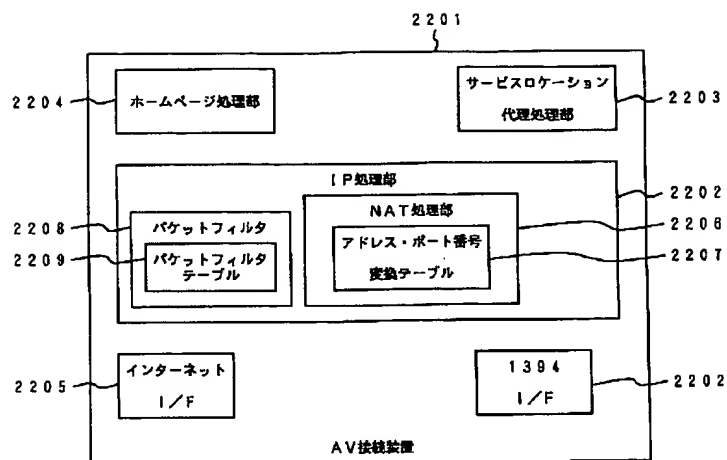 2201
2204
ホームページ処理部
サービスロケーション
代理処理部
2203
IP処理部
2202
NAT処理部
2208
パケットフィルタ
2206
2209
パケットフィルタ
テーブル
アドレス・ポート番号
変換テーブル
2207
2205
インターネット
I/F
1394
I/F
2202
AV接続装置